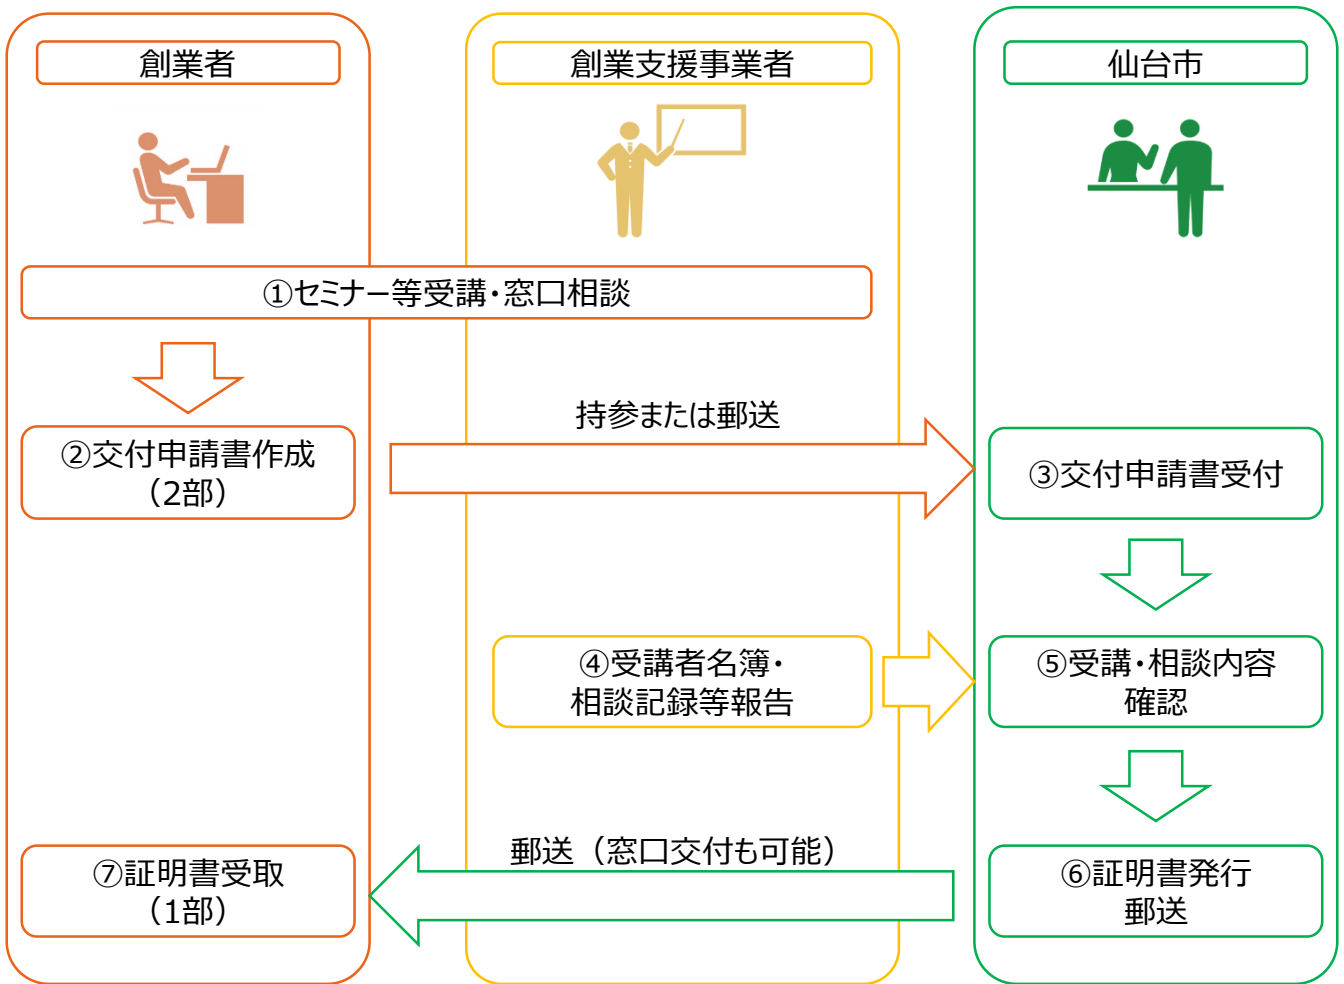 創業者
創業支援事業者
仙台市
①セミナー等受講・窓口相談
持参または郵送
②交付申請書作成
（2部）
③交付申請書受付
④受講者名簿・
相談記録等報告
⑤受講・相談内容
確認
郵送（窓口交付も可能）
⑥証明書発行
郵送
⑦証明書受取
（1部）